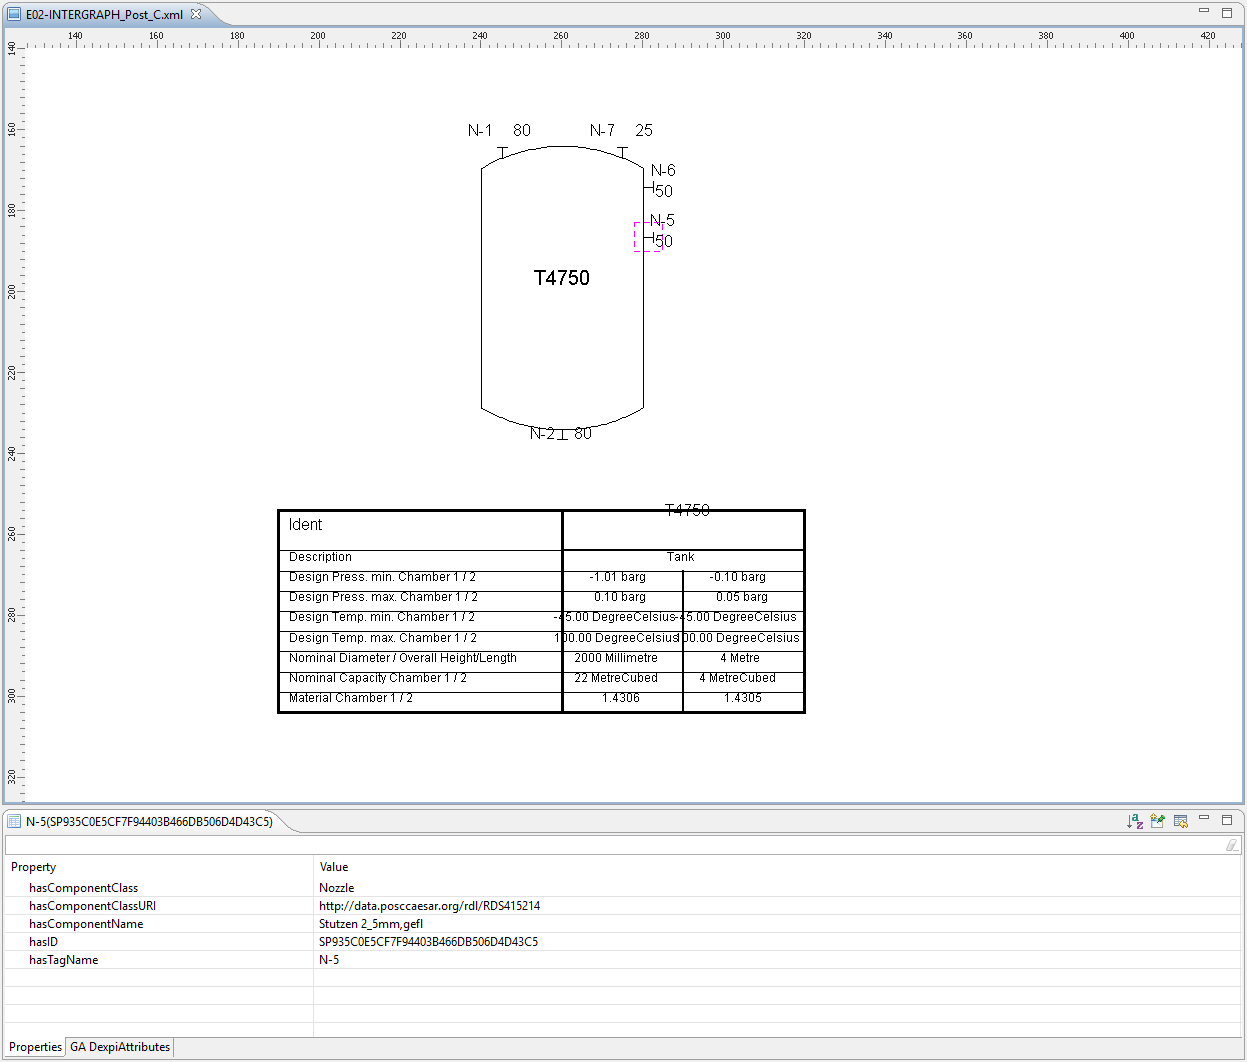 E02-INTERGRAPH_Post_C.xml
140 160 180 200 220 240 260 280 300 320 340 360 380 400 420
140
160
180
200
220
240
260
280
300
320
N-1 80 N-7 25
N-6
50
N-5
50
T4750
N-2 80
T4750
Ident
Description Tank
Design Press. min. Chamber 1 / 2 -1.01 barg -0.10 barg
Design Press. max. Chamber 1 / 2 0.10 barg 0.05 barg
Design Temp. min. Chamber 1 / 2 -45.00 DegreeCelsius -45.00 DegreeCelsius
Design Temp. max. Chamber 1 / 2 100.00 DegreeCelsius 100.00 DegreeCelsius
Nominal Diameter / Overall Height/Length 2000 Millimetre 4 Metre
Nominal Capacity Chamber 1 / 2 22 MetreCubed 4 MetreCubed
Material Chamber 1 / 2 1.4306 1.4305
N-5(SP935C0E5CF7F94403B466DB506D4D43C5)
Property Value
hasComponentClass Nozzle
hasComponentClassURI http://data.posccaesar.org/rdl/RDS415214
hasComponentName Stutzen 2_5mm,gefl
hasID SP935C0E5CF7F94403B466DB506D4D43C5
hasTagName N-5
Properties GA DexpiAttributes